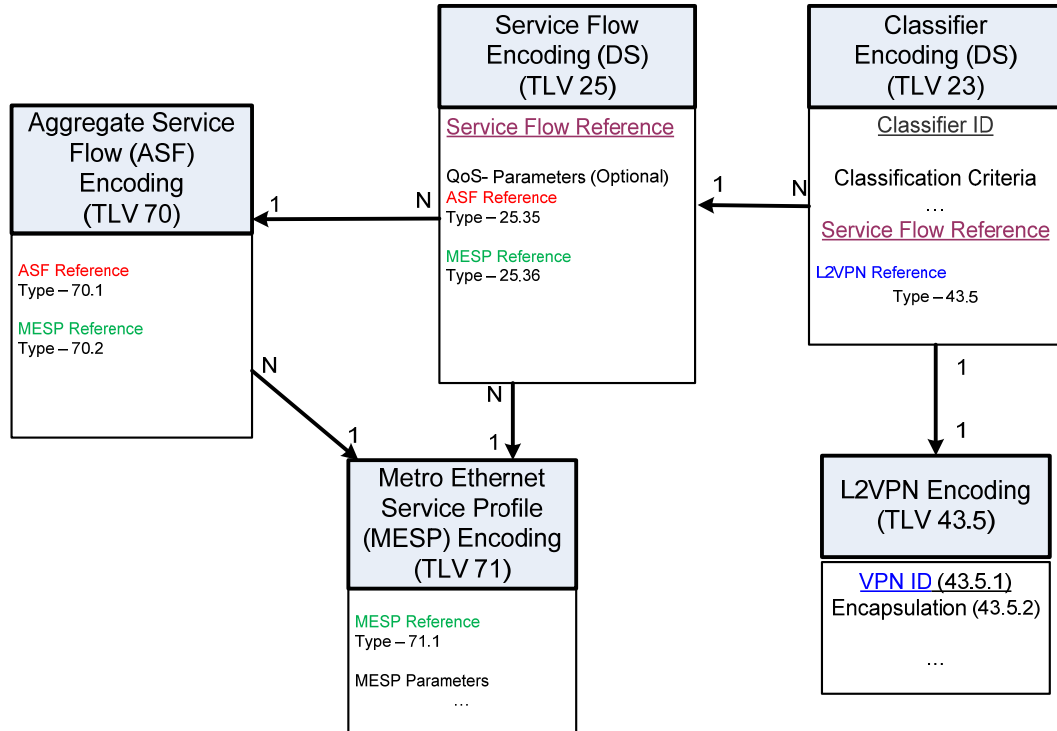 Aggregate Service
Flow (ASF)
Encoding
(TLV 70)
ASF Reference
Type – 70.1
MESP Reference
Type – 70.2
1
N
N
1
Service Flow
Encoding (DS)
(TLV 25)
Service Flow Reference
QoS- Parameters (Optional)
ASF Reference
Type – 25.35
MESP Reference
Type – 25.36
N
1
1
N
Classifier
Encoding (DS)
(TLV 23)
Classifier ID
Classification Criteria
...
Service Flow Reference
L2VPN Reference
Type – 43.5
1
1
Metro Ethernet
Service Profile
(MESP) Encoding
(TLV 71)
MESP Reference
Type – 71.1
MESP Parameters
...
L2VPN Encoding
(TLV 43.5)
VPN ID (43.5.1)
Encapsulation (43.5.2)
...